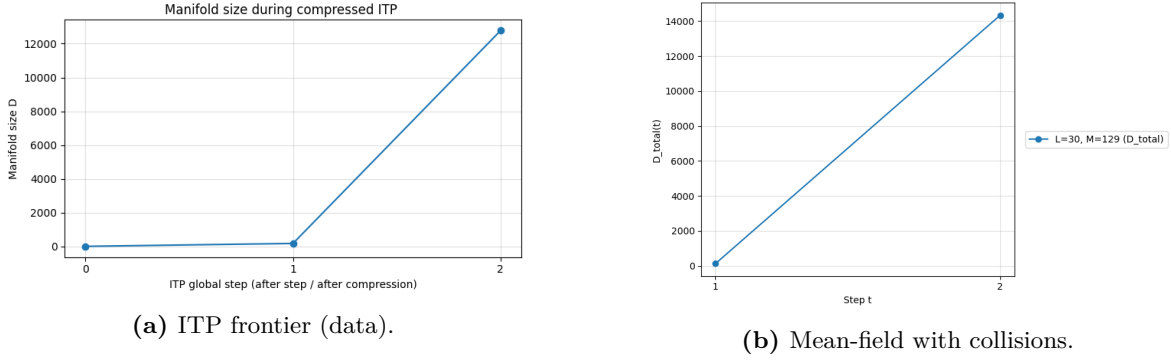 Manifold size during compressed ITP
Manifold size D
12000
10000
8000
6000
4000
2000
0
0 1 2
ITP global step (after step / after compression)
(a) ITP frontier (data).
D_total(t)
14000
12000
10000
8000
6000
4000
2000
0
1 2
Step t
L=30, M=129 (D_total)
(b) Mean-field with collisions.